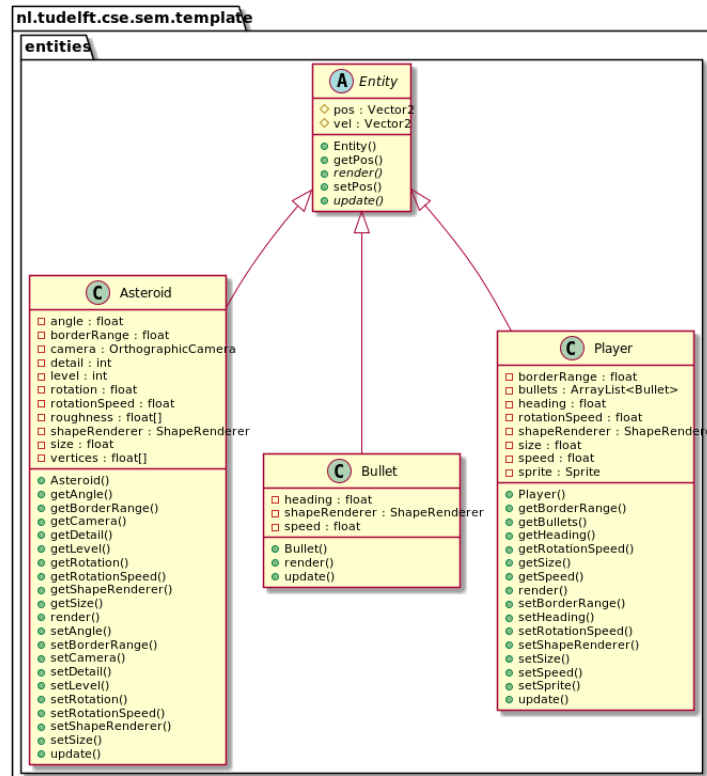 nl.tudelft.cse.sem.template
entities
A Entity
pos : Vector2
vel : Vector2
Entity()
getPos()
render()
setPos()
update()
C Asteroid
angle : float
borderRange : float
camera : OrthographicCamera
detail : int
level : int
rotation : float
rotationSpeed : float
roughness : float[]
shapeRenderer : ShapeRenderer
size : float
vertices : float[]
Asteroid()
getAngle()
getBorderRange()
getCamera()
getDetail()
getLevel()
getRotation()
getRotationSpeed()
getShapeRenderer()
getSize()
render()
setAngle()
setBorderRange()
setCamera()
setDetail()
setLevel()
setRotation()
setRotationSpeed()
setShapeRenderer()
setSize()
update()
C Bullet
heading : float
shapeRenderer : ShapeRenderer
speed : float
Bullet()
render()
update()
C Player
borderRange : float
bullets : ArrayList<Bullet>
heading : float
rotationSpeed : float
shapeRenderer : ShapeRenderer
size : float
speed : float
sprite : Sprite
Player()
getBorderRange()
getBullets()
getHeading()
getRotationSpeed()
getSize()
getSpeed()
render()
setBorderRange()
setHeading()
setRotationSpeed()
setShapeRenderer()
setSize()
setSpeed()
setSprite()
update()